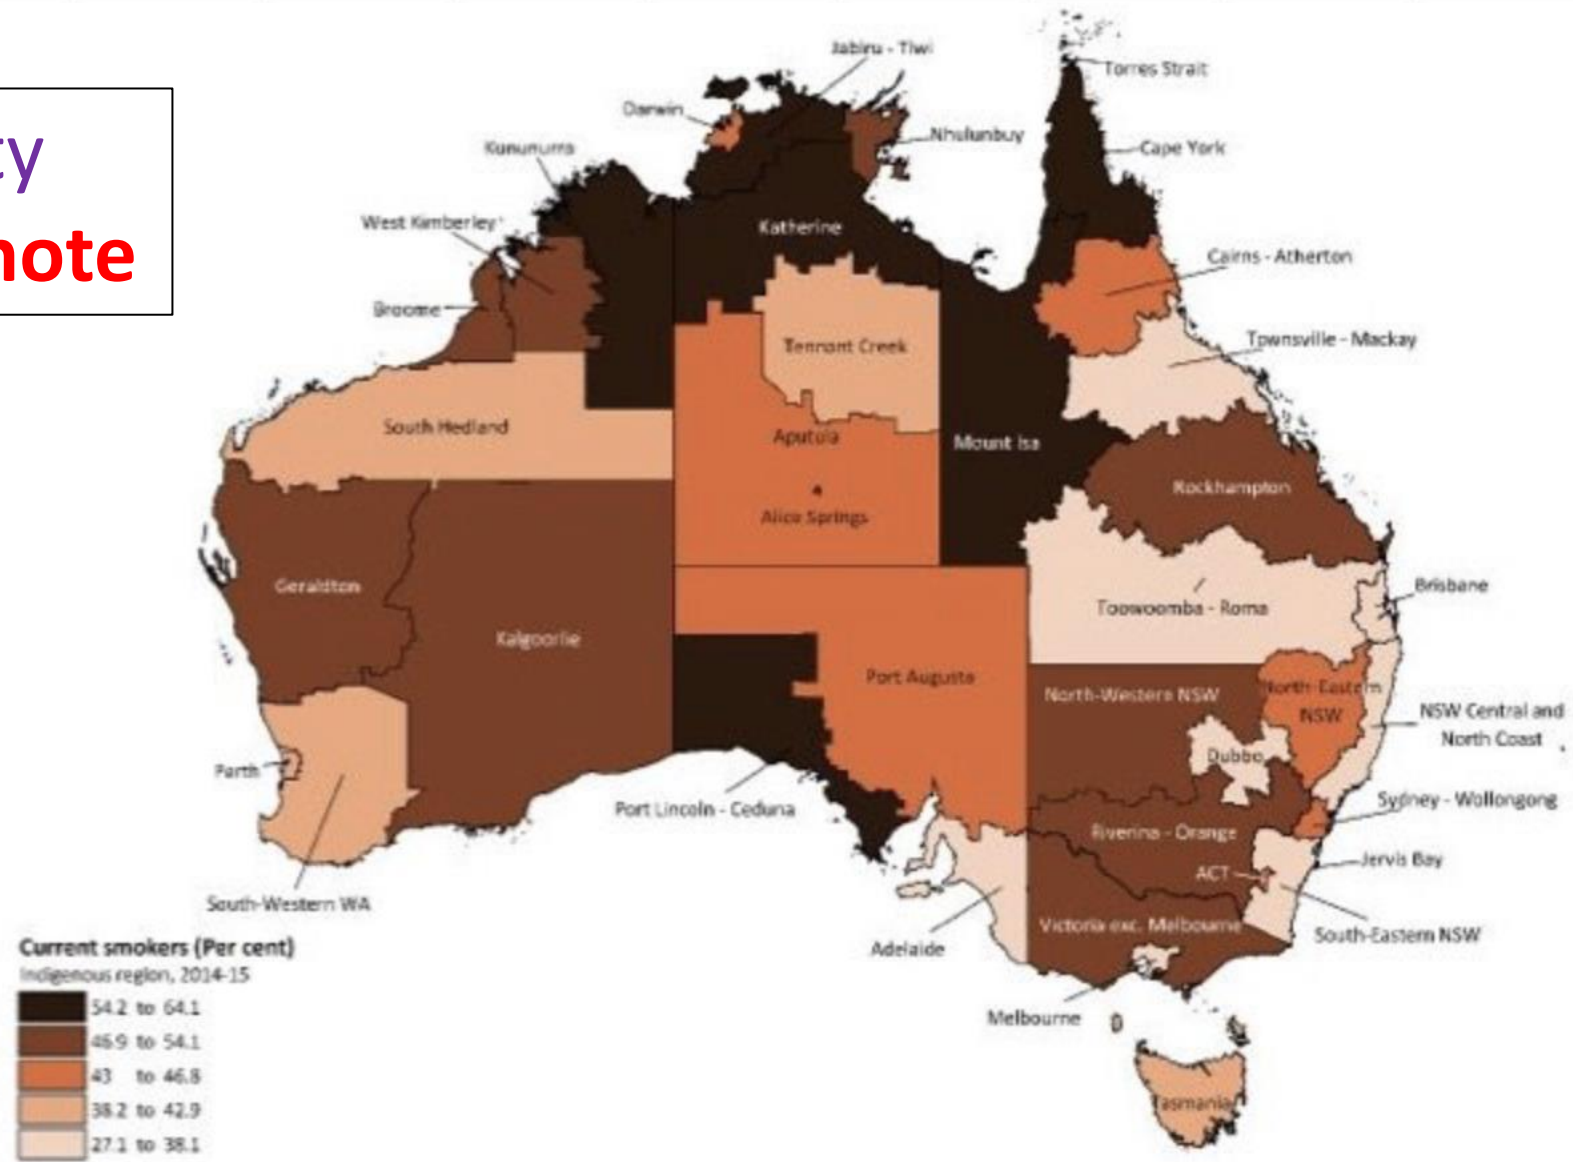 ty
note
Jabiru - Tiwi
Torres Strait
Darwin
Nhulunbuy
Kununurra
Cape York
West Kimberley
Katherine
Cairns - Atherton
Broome
Tennant Creek
Townsville - Mackay
South Hedland
Aputula
Mount Isa
Rockhampton
Alice Springs
Geraldton
Brisbane
Toowoomba - Roma
Kalgoorlie
Port Augusta
North-Western NSW
North-Eastern
NSW
NSW Central and
North Coast
Dubbo
Perth
Port Lincoln - Ceduna
Sydney - Wollongong
Riverina - Orange
Jervis Bay
ACT
South-Western WA
Victoria exc. Melbourne
South-Eastern NSW
Adelaide
Melbourne
Tasmania
Current smokers (Per cent)
Indigenous region, 2014-15
54.2 to 64.1
46.9 to 54.1
43 to 46.8
38.2 to 42.9
27.1 to 38.1